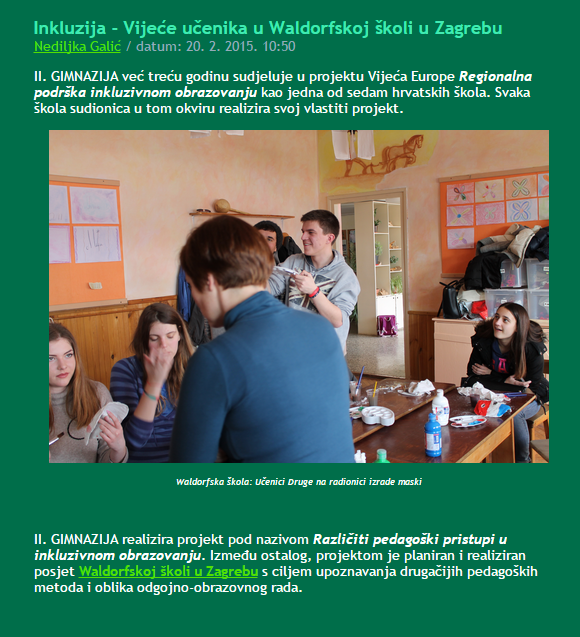 Inkluzija - Vijeće učenika u Waldorfskoj školi u Zagrebu
Nediljka Galić / datum: 20. 2. 2015. 10:50
II. GIMNAZIJA već treću godinu sudjeluje u projektu Vijeća Europe Regionalna
podrška inkluzivnom obrazovanju kao jedna od sedam hrvatskih škola. Svaka
škola sudionica u tom okviru realizira svoj vlastiti projekt.
Waldorfska škola: Učenici Druge na radionici izrade maski
II. GIMNAZIJA realizira projekt pod nazivom Različiti pedagoški pristupi u
inkluzivnom obrazovanju. Između ostalog, projektom je planiran i realiziran
posjet Waldorfskoj školi u Zagrebu s ciljem upoznavanja drugačijih pedagoških
metoda i oblika odgojno-obrazovnog rada.